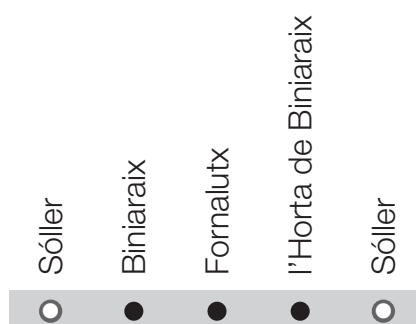 Sóller
Biniaraix
Fornalutx
l'Horta de Biniaraix
Sóller